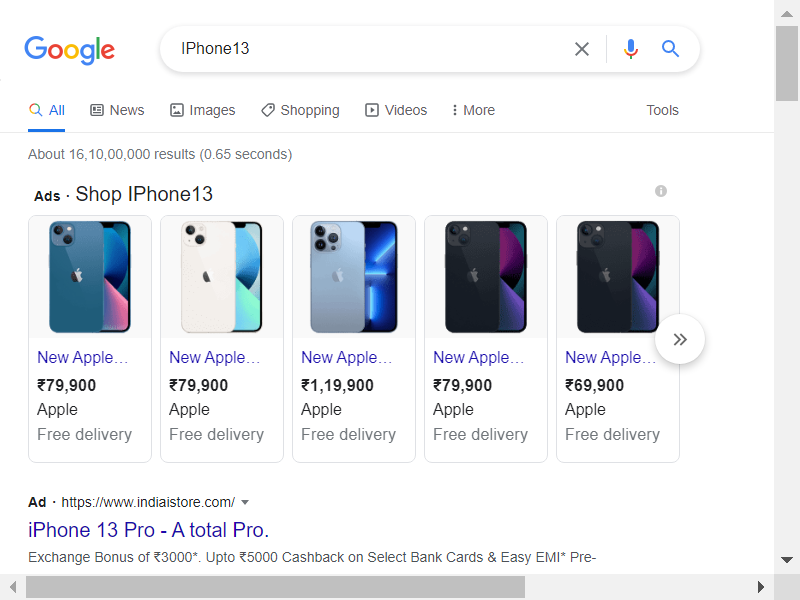 Google
IPhone13
All News Images Shopping Videos More Tools
About 16,10,00,000 results (0.65 seconds)
Ads · Shop IPhone13
New Apple... New Apple... New Apple... New Apple... New Apple...
₹79,900 ₹79,900 ₹1,19,900 ₹79,900 ₹69,900
Apple Apple Apple Apple Apple
Free delivery Free delivery Free delivery Free delivery Free delivery
Ad · https://www.indiaistore.com/
iPhone 13 Pro - A total Pro.
Exchange Bonus of ₹3000*. Upto ₹5000 Cashback on Select Bank Cards & Easy EMI* Pre-